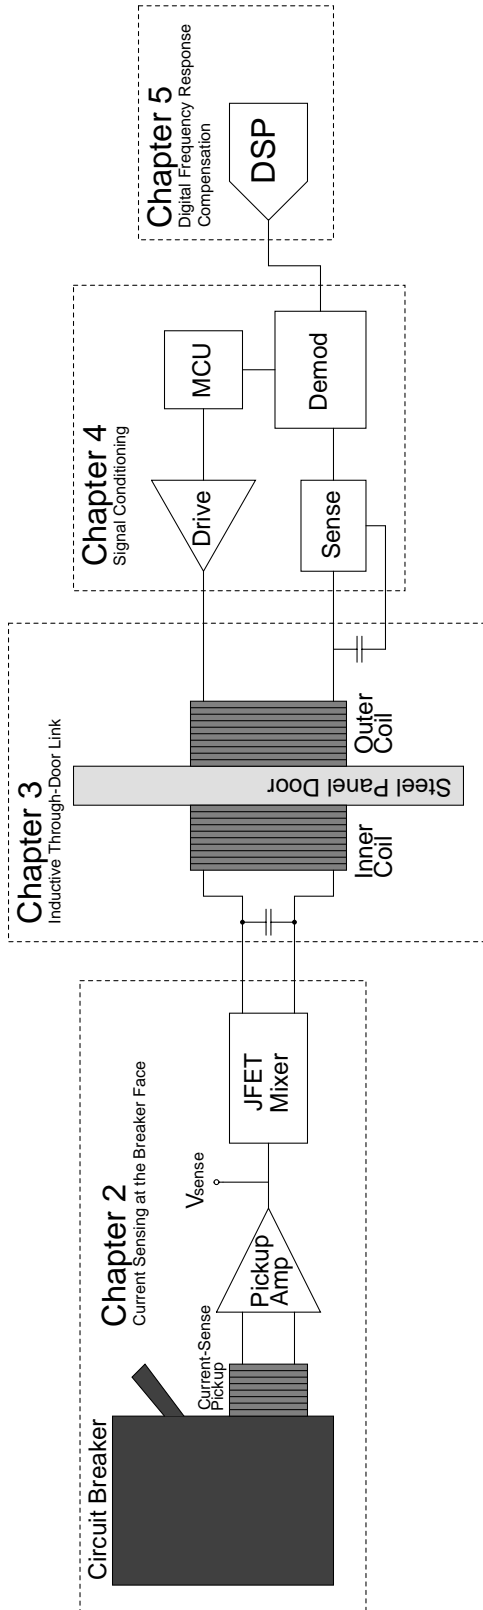 Circuit Breaker
Current-Sense
Pickup
Chapter 2
Current Sensing at the Breaker Face
Pickup
Amp
Vsense
JFET
Mixer
Chapter 3
Inductive Through-Door Link
Inner
Coil
Steel Panel Door
Outer
Coil
Chapter 4
Signal Conditioning
Drive
MCU
Sense
Demod
Chapter 5
Digital Frequency Response
Compensation
DSP